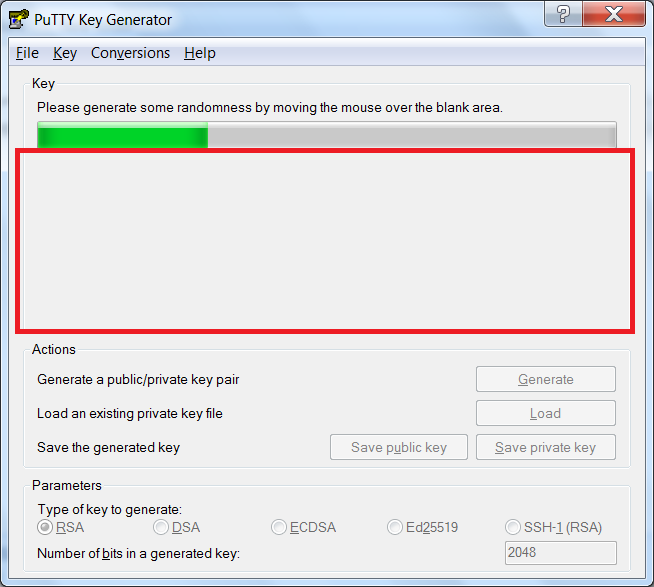 PuTTY Key Generator
File Key Conversions Help
Key
Please generate some randomness by moving the mouse over the blank area.
Actions
Generate a public/private key pair
Generate
Load an existing private key file
Load
Save the generated key
Save public key
Save private key
Parameters
Type of key to generate:
RSA DSA ECDSA Ed25519 SSH-1 (RSA)
Number of bits in a generated key:
2048